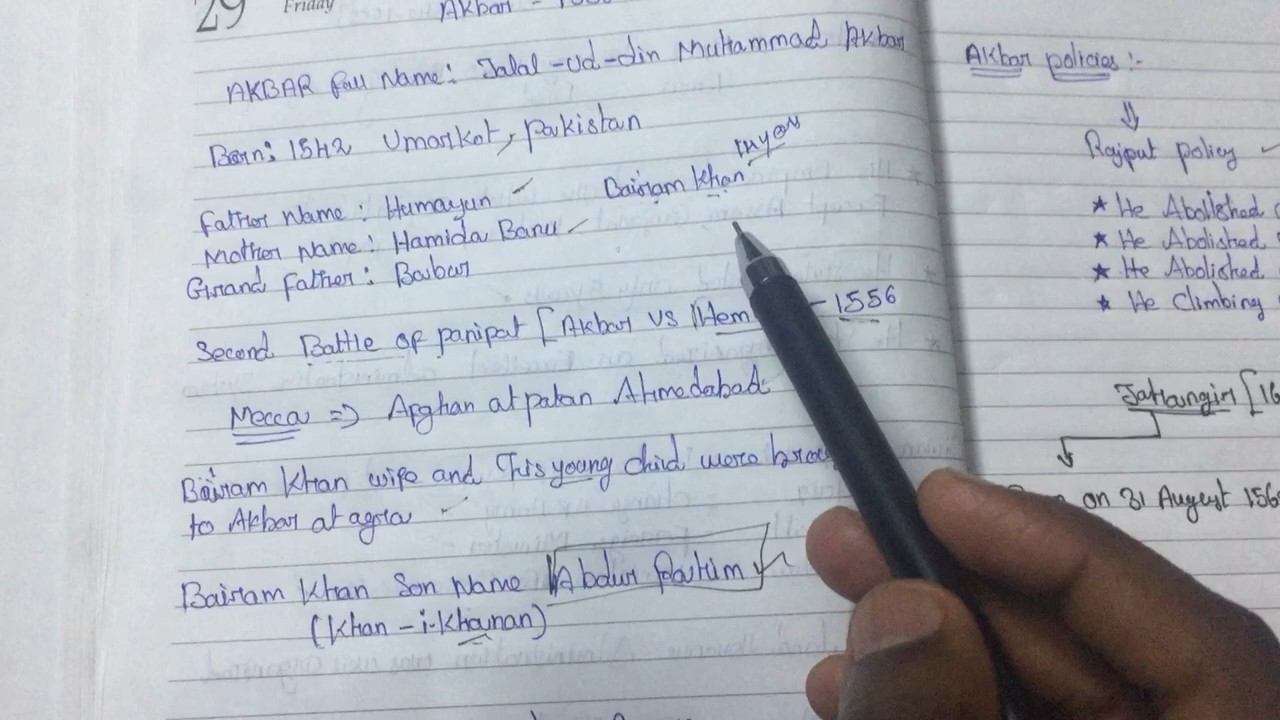 29 Friday
Akbar -
AKBAR full Name: Jalal-ud-din Muhammad Akbar
Born: 1542 Umarkot, Pakistan
Bairam Khan
Father Name: Humayun
Mother Name: Hamida Banu
Grand Father: Babar
Second Battle of panipat [Akbar vs Hem - 1556
Mecca => Afghan at patan Ahmedabad
Bairam Khan wife and This young child were
to Akbar at agra
Bairam Khan Son Name Abdur Rahim
(Khan-i-Khanan)
Akbar policies:-
Rajput policy
* He Abolished
* He Abolished
* He Abolished
* He Climbing
Jahangir [16
on 31 August 156